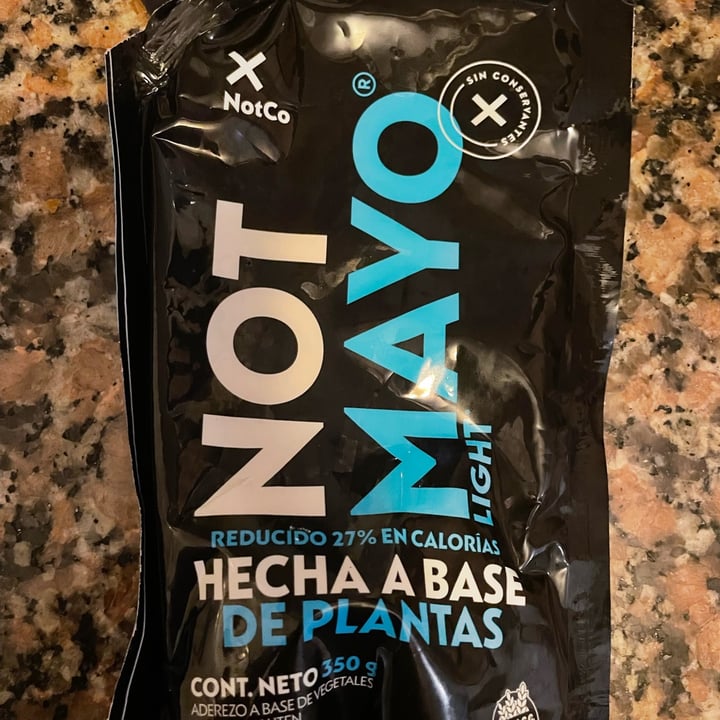 NotCo
SIN CONSERVANTES
NOT
MAYO®
LIGHT
REDUCIDO 27% EN CALORÍAS
HECHA A BASE
DE PLANTAS
CONT. NETO 350 g
ADEREZO A BASE DE VEGETALES